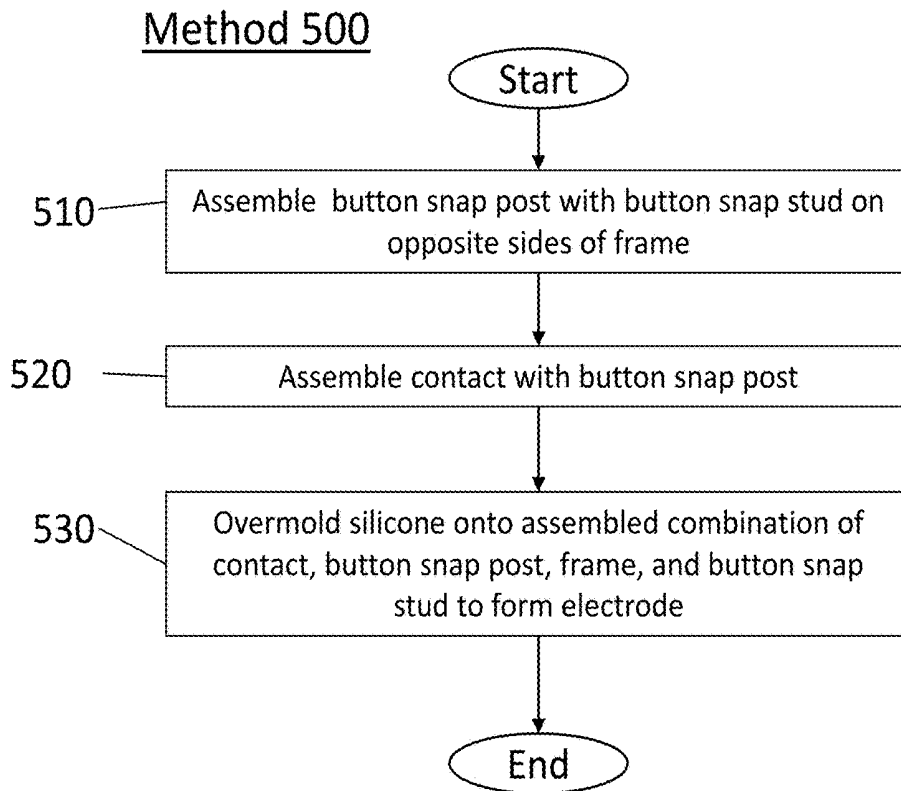 Method 500
Start
510
Assemble button snap post with button snap stud on
opposite sides of frame
520
Assemble contact with button snap post
530
Overmold silicone onto assembled combination of
contact, button snap post, frame, and button snap
stud to form electrode
End